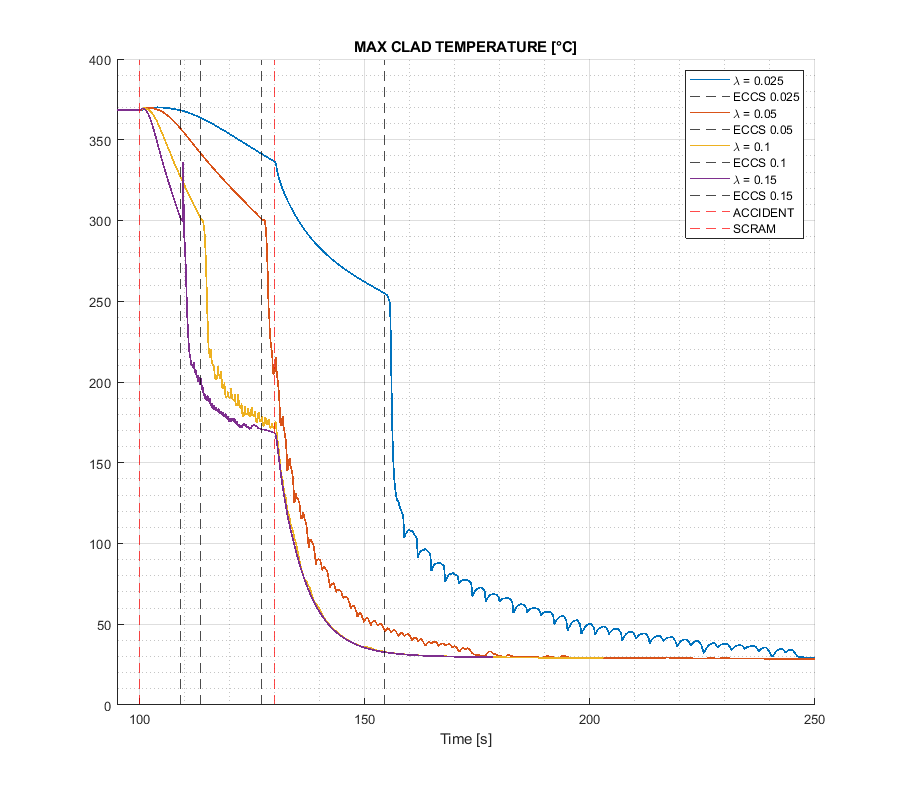 MAX CLAD TEMPERATURE [°C]
400
350
300
250
200
150
100
50
0
λ = 0.025
ECCS 0.025
λ = 0.05
ECCS 0.05
λ = 0.1
ECCS 0.1
λ = 0.15
ECCS 0.15
ACCIDENT
SCRAM
100 150 200 250
Time [s]